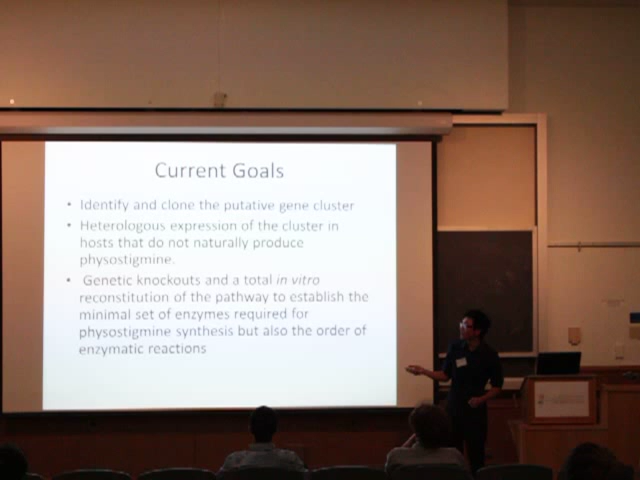 Current Goals
• Identify and clone the putative gene cluster
• Heterologous expression of the cluster in
hosts that do not naturally produce
physostigmine.
• Genetic knockouts and a total in vitro
reconstitution of the pathway to establish the
minimal set of enzymes required for
physostigmine synthesis but also the order of
enzymatic reactions